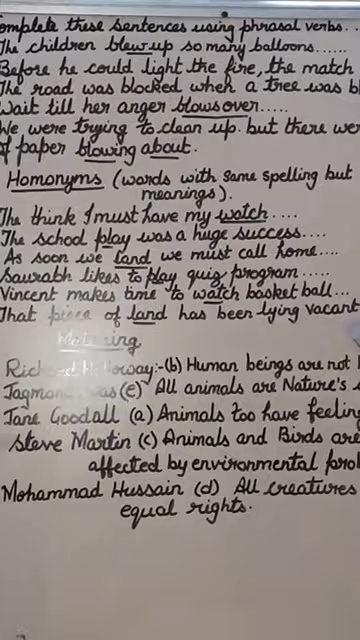 omplete these sentences using phrasal verbs..
The children blew up so many balloons......
Before he could light the fire, the match
The road was blocked when a tree was bl
Wait till her anger blows over.....
We were trying to clean up. but there wer
of paper blowing about.
Homonyms (words with same spelling but
meanings).
The think I must have my watch....
The school play was a huge success....
As soon we land we must call home....
Saurabh likes to play quiz program .....
Vincent makes time to watch basket ball...
That piece of land has been lying vacant
Richard :-(b) Human beings are not
(e) All animals are Nature's
Jane Goodall (a) Animals too have feelin
Steve Martin (c) Animals and Birds are
affected by environmental
Mohammad Hussain (d) All creatures
equal rights.